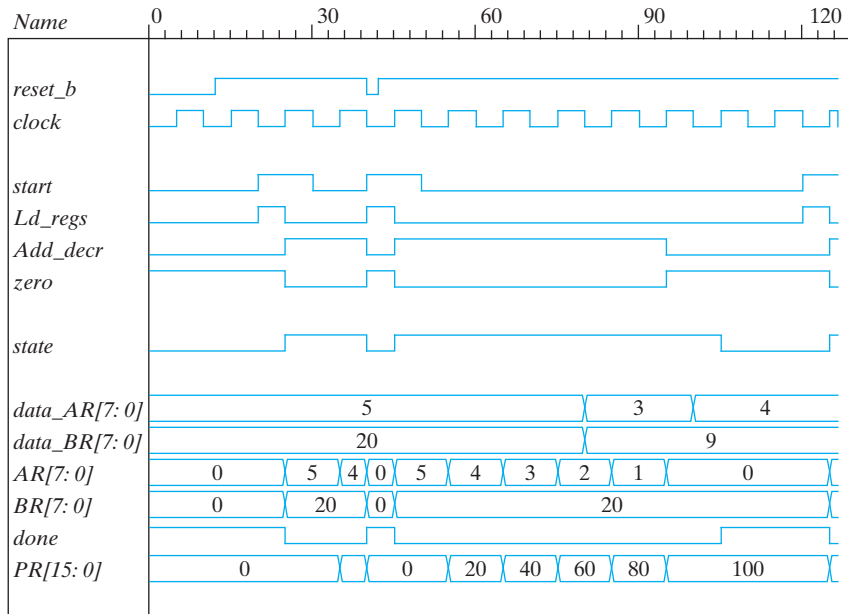 Name 0 30 60 90 120
reset_b
clock
start
Ld_regs
Add_decr
zero
state
data_AR[7: 0] 5 3 4
data_BR[7: 0] 20 9
AR[7: 0] 0 5 4 0 5 4 3 2 1 0
BR[7: 0] 0 20 0 20
done
PR[15: 0] 0 0 20 40 60 80 100